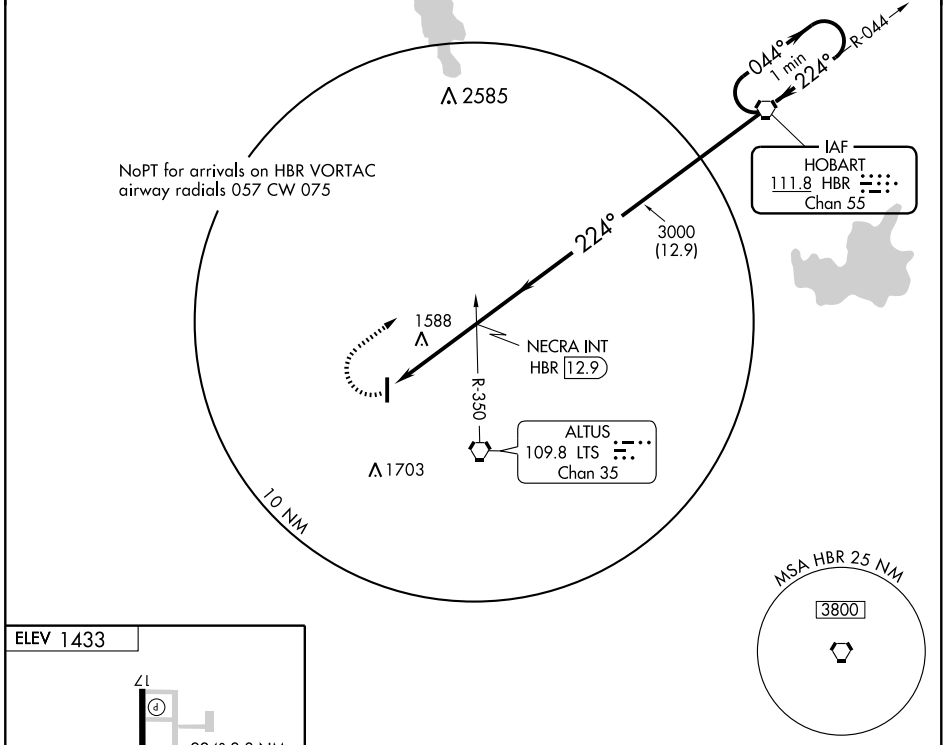 2585
NoPT for arrivals on HBR VORTAC
airway radials 057 CW 075
044°
1 min
224°
R-044
IAF
HOBART
111.8 HBR
Chan 55
224°
3000
(12.9)
1588
NECRA INT
HBR 12.9
R-350
ALTUS
109.8 LTS
Chan 35
1703
10 NM
MSA HBR 25 NM
3800
ELEV 1433
17
P